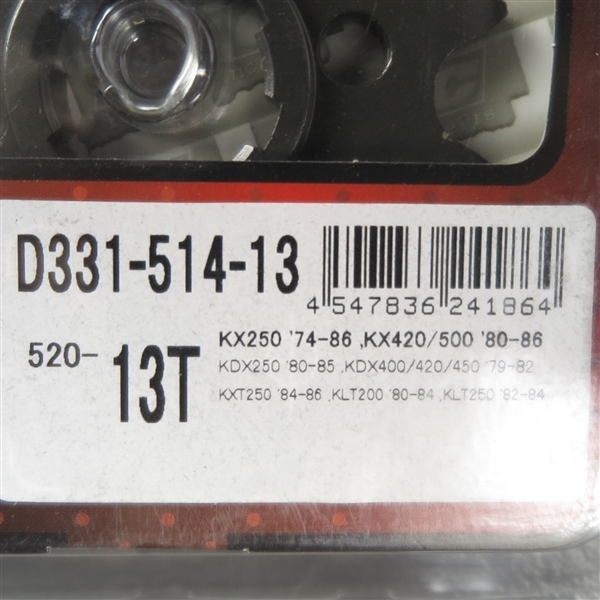 D331-514-13
4 547836 241864
520-13T
KX250 '74-86 ,KX420/500 '80-86
KDX250 '80-85 ,KDX400/420/450 '79-82
KXT250 '84-86 ,KLT200 '80-84 ,KLT250 '82-84